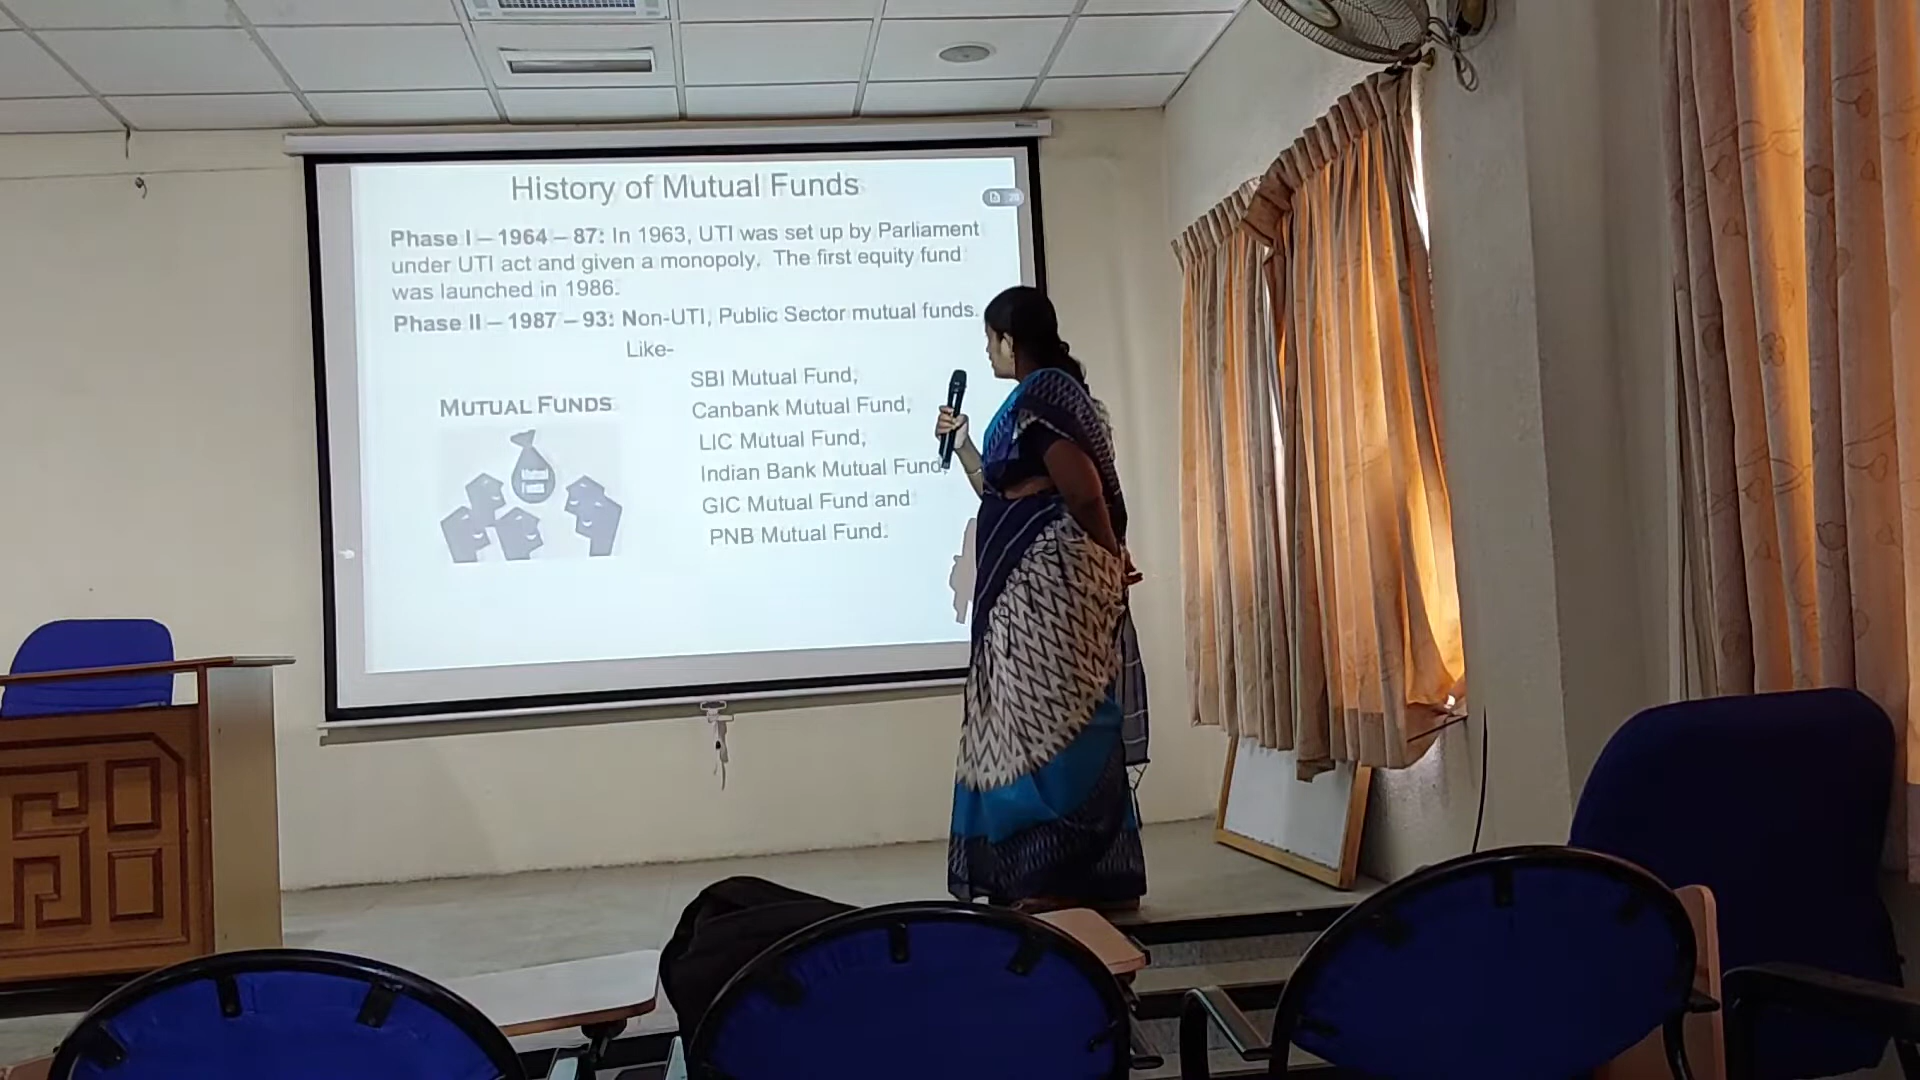 History of Mutual Funds
20
Phase I – 1964 – 87: In 1963, UTI was set up by Parliament
under UTI act and given a monopoly. The first equity fund
was launched in 1986.
Phase II – 1987 – 93: Non-UTI, Public Sector mutual funds.
Like-
SBI Mutual Fund,
Canbank Mutual Fund,
LIC Mutual Fund,
Indian Bank Mutual Fund,
GIC Mutual Fund and
PNB Mutual Fund.
MUTUAL FUNDS
Mutual
Funds